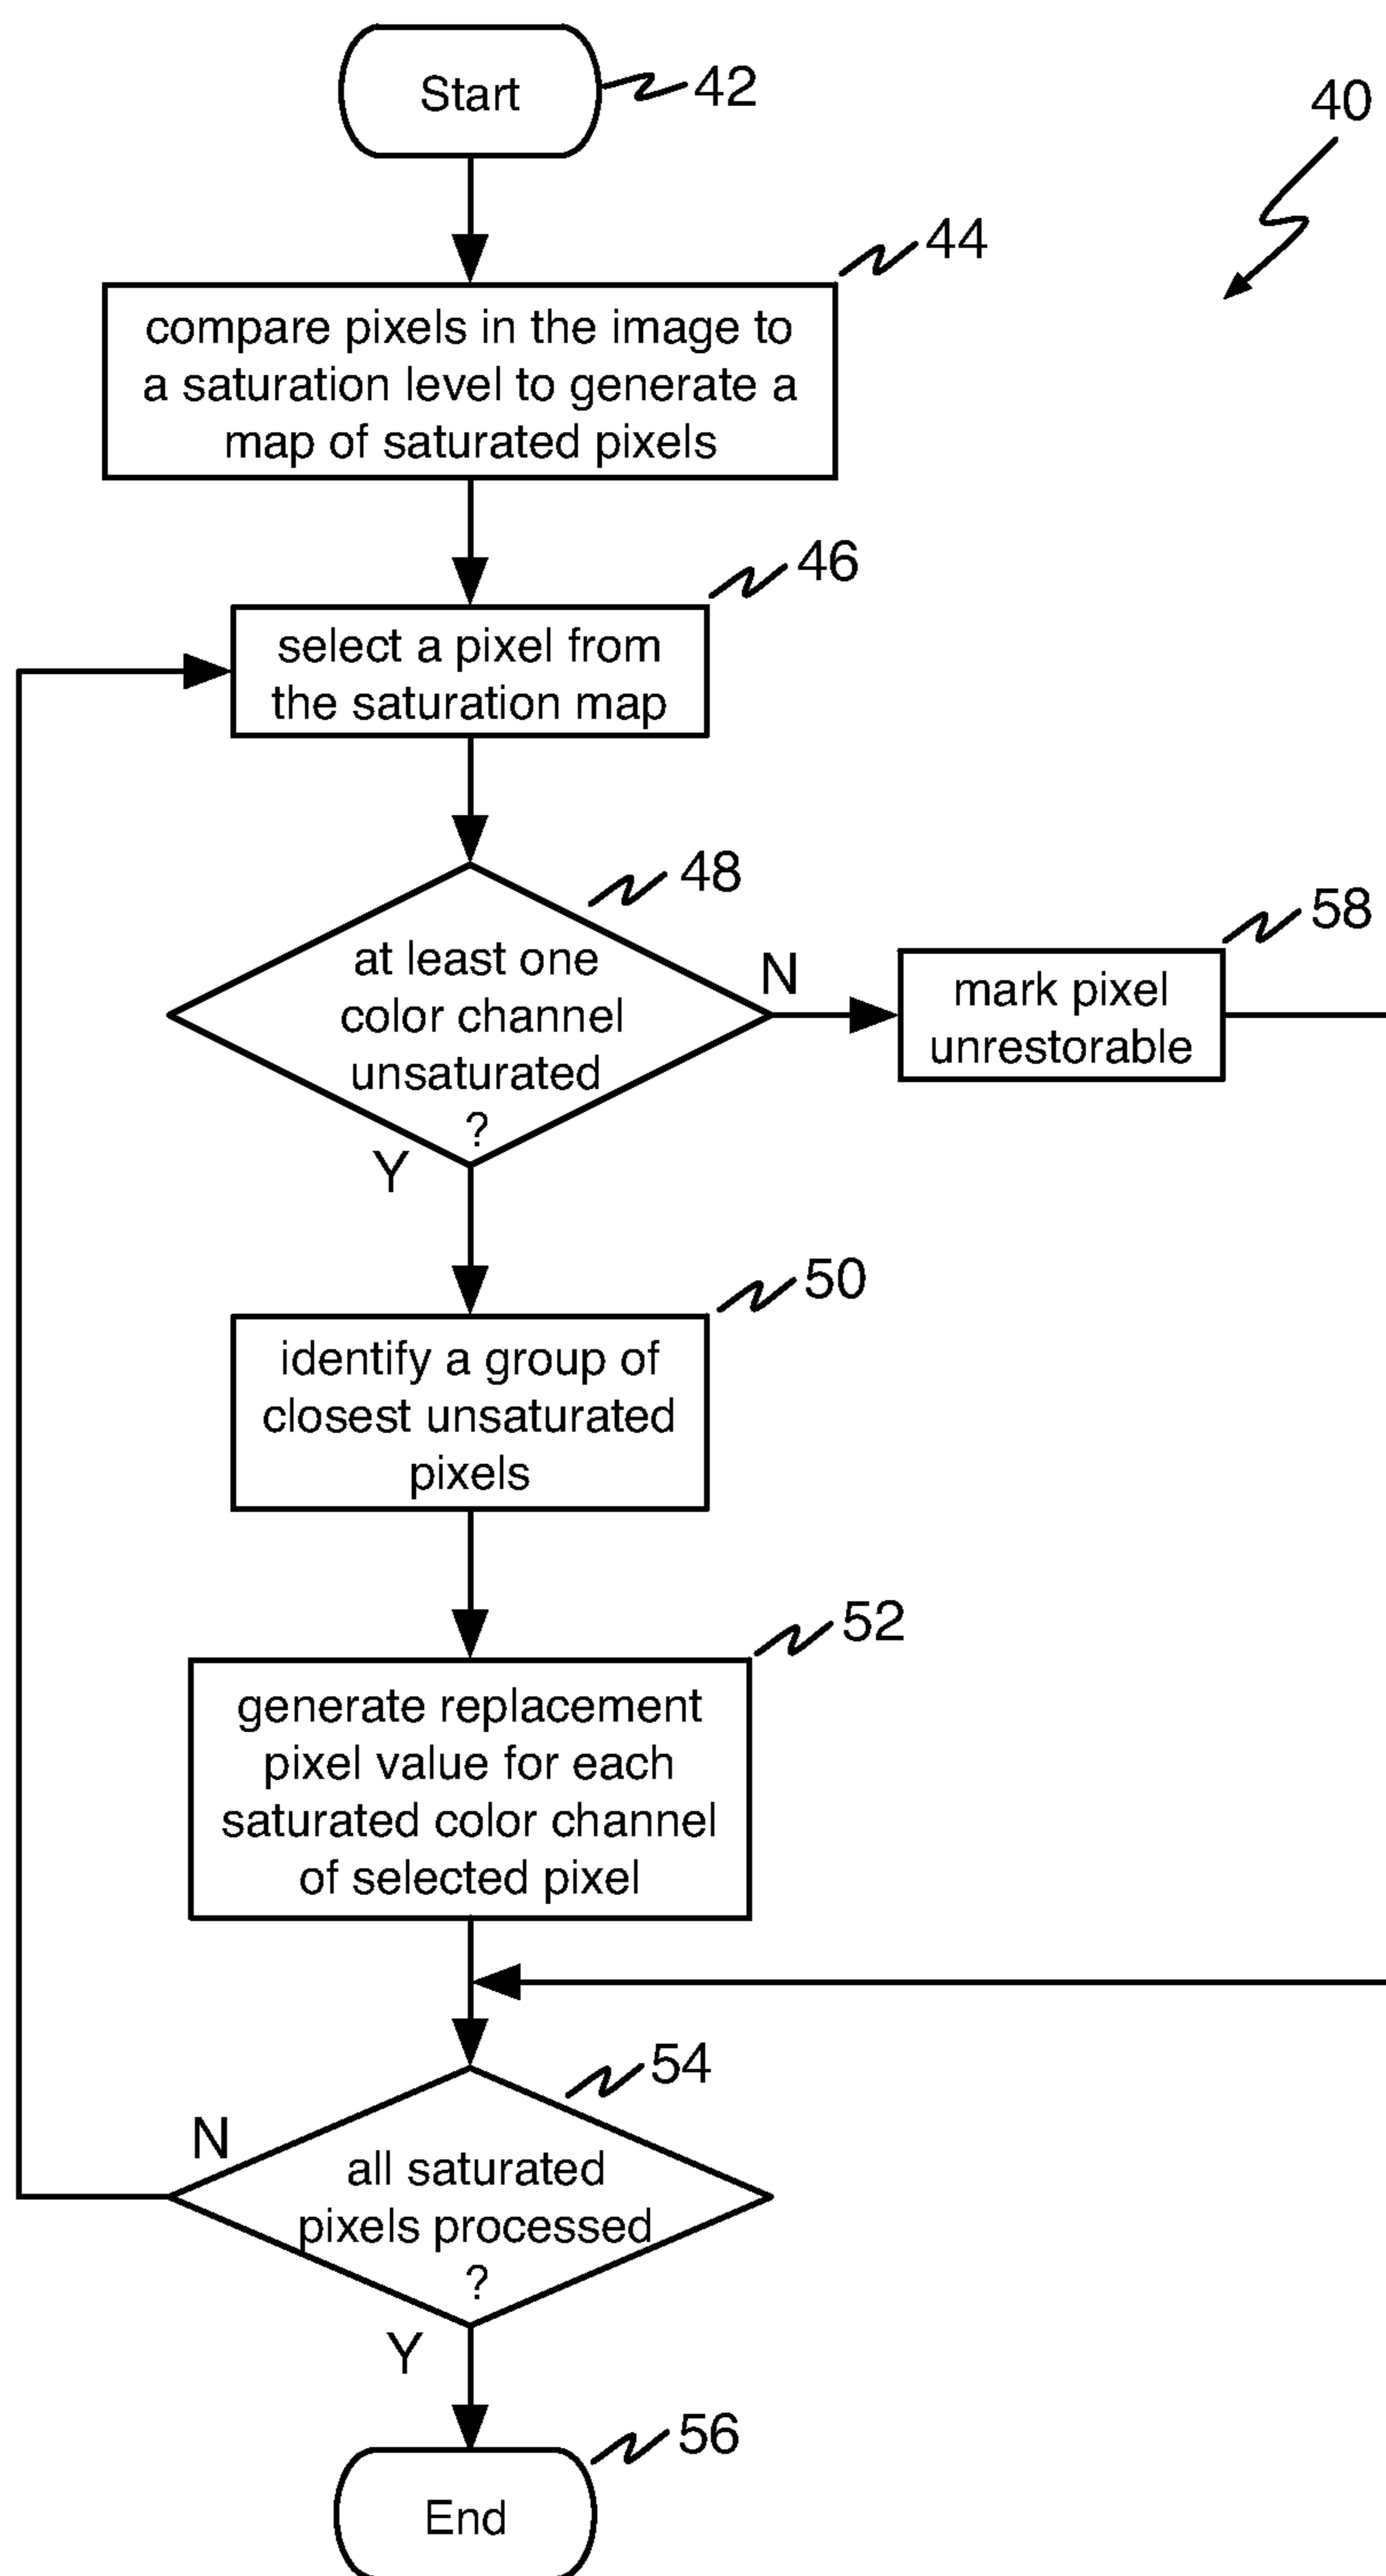 Start
42
40
44
compare pixels in the image to
a saturation level to generate a
map of saturated pixels
46
select a pixel from
the saturation map
48
at least one
color channel
unsaturated
?
N
Y
58
mark pixel
unrestorable
50
identify a group of
closest unsaturated
pixels
52
generate replacement
pixel value for each
saturated color channel
of selected pixel
54
N
all saturated
pixels processed
?
Y
56
End